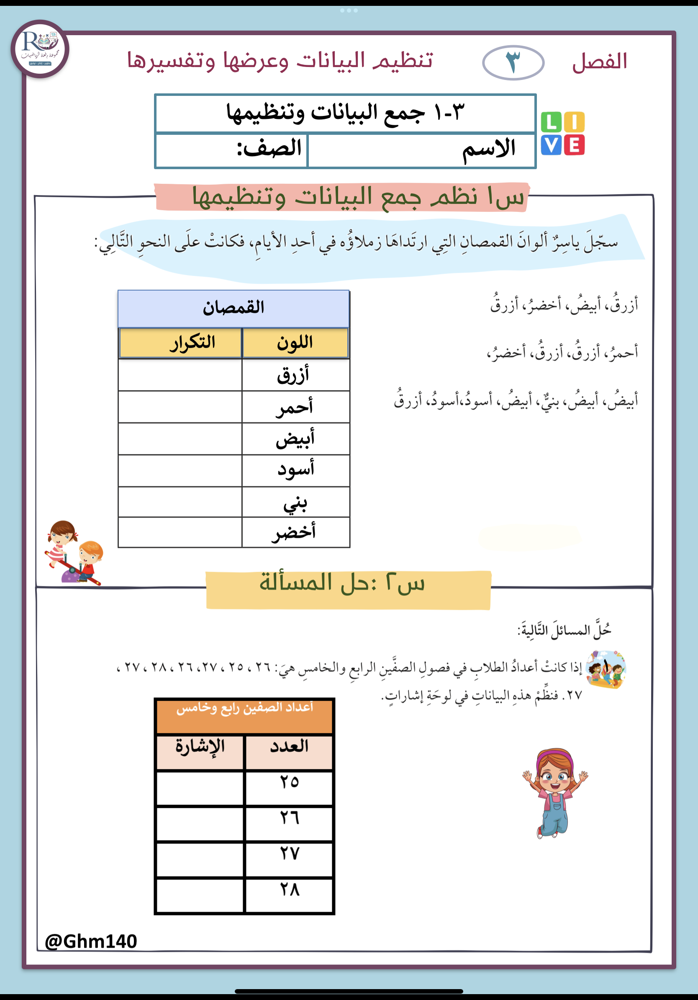 الفصل ٣ تنظيم البيانات وعرضها وتفسيرها
R
مجموعة رفعة الرياضيات
تطوير - إنتاج - توثيق
٣-١ جمع البيانات وتنظيمها
الاسم الصف:
L I
V E
س١ نظم جمع البيانات وتنظيمها
سجّلَ ياسِرٌ ألوانَ القمصانِ التِي ارتَداهَا زملاؤُه في أحدِ الأيامِ، فكانتْ علَى النحوِ التَّالِي:
أزرقُ، أبيضُ، أخضرُ، أزرقُ
أحمرُ، أزرقُ، أزرقُ، أخضرُ،
أبيضُ، أبيضُ، بنيٌّ، أبيضُ، أسودُ،أسودُ، أزرقُ
القمصان
اللون التكرار
أزرق
أحمر
أبيض
أسود
بني
أخضر
س٢ :حل المسألة
حُلَّ المسائلَ التَّالِيةَ:
١ إذا كانتْ أعدادُ الطلابِ في فصولِ الصفَّينِ الرابعِ والخامسِ هيَ: ٢٦ ، ٢٥ ، ٢٧، ٢٦ ، ٢٨ ، ٢٧ ،
٢٧. فنظِّمْ هذهِ البياناتِ في لوحَةِ إشاراتٍ.
أعداد الصفين رابع وخامس
العدد الإشارة
٢٥
٢٦
٢٧
٢٨
@Ghm140